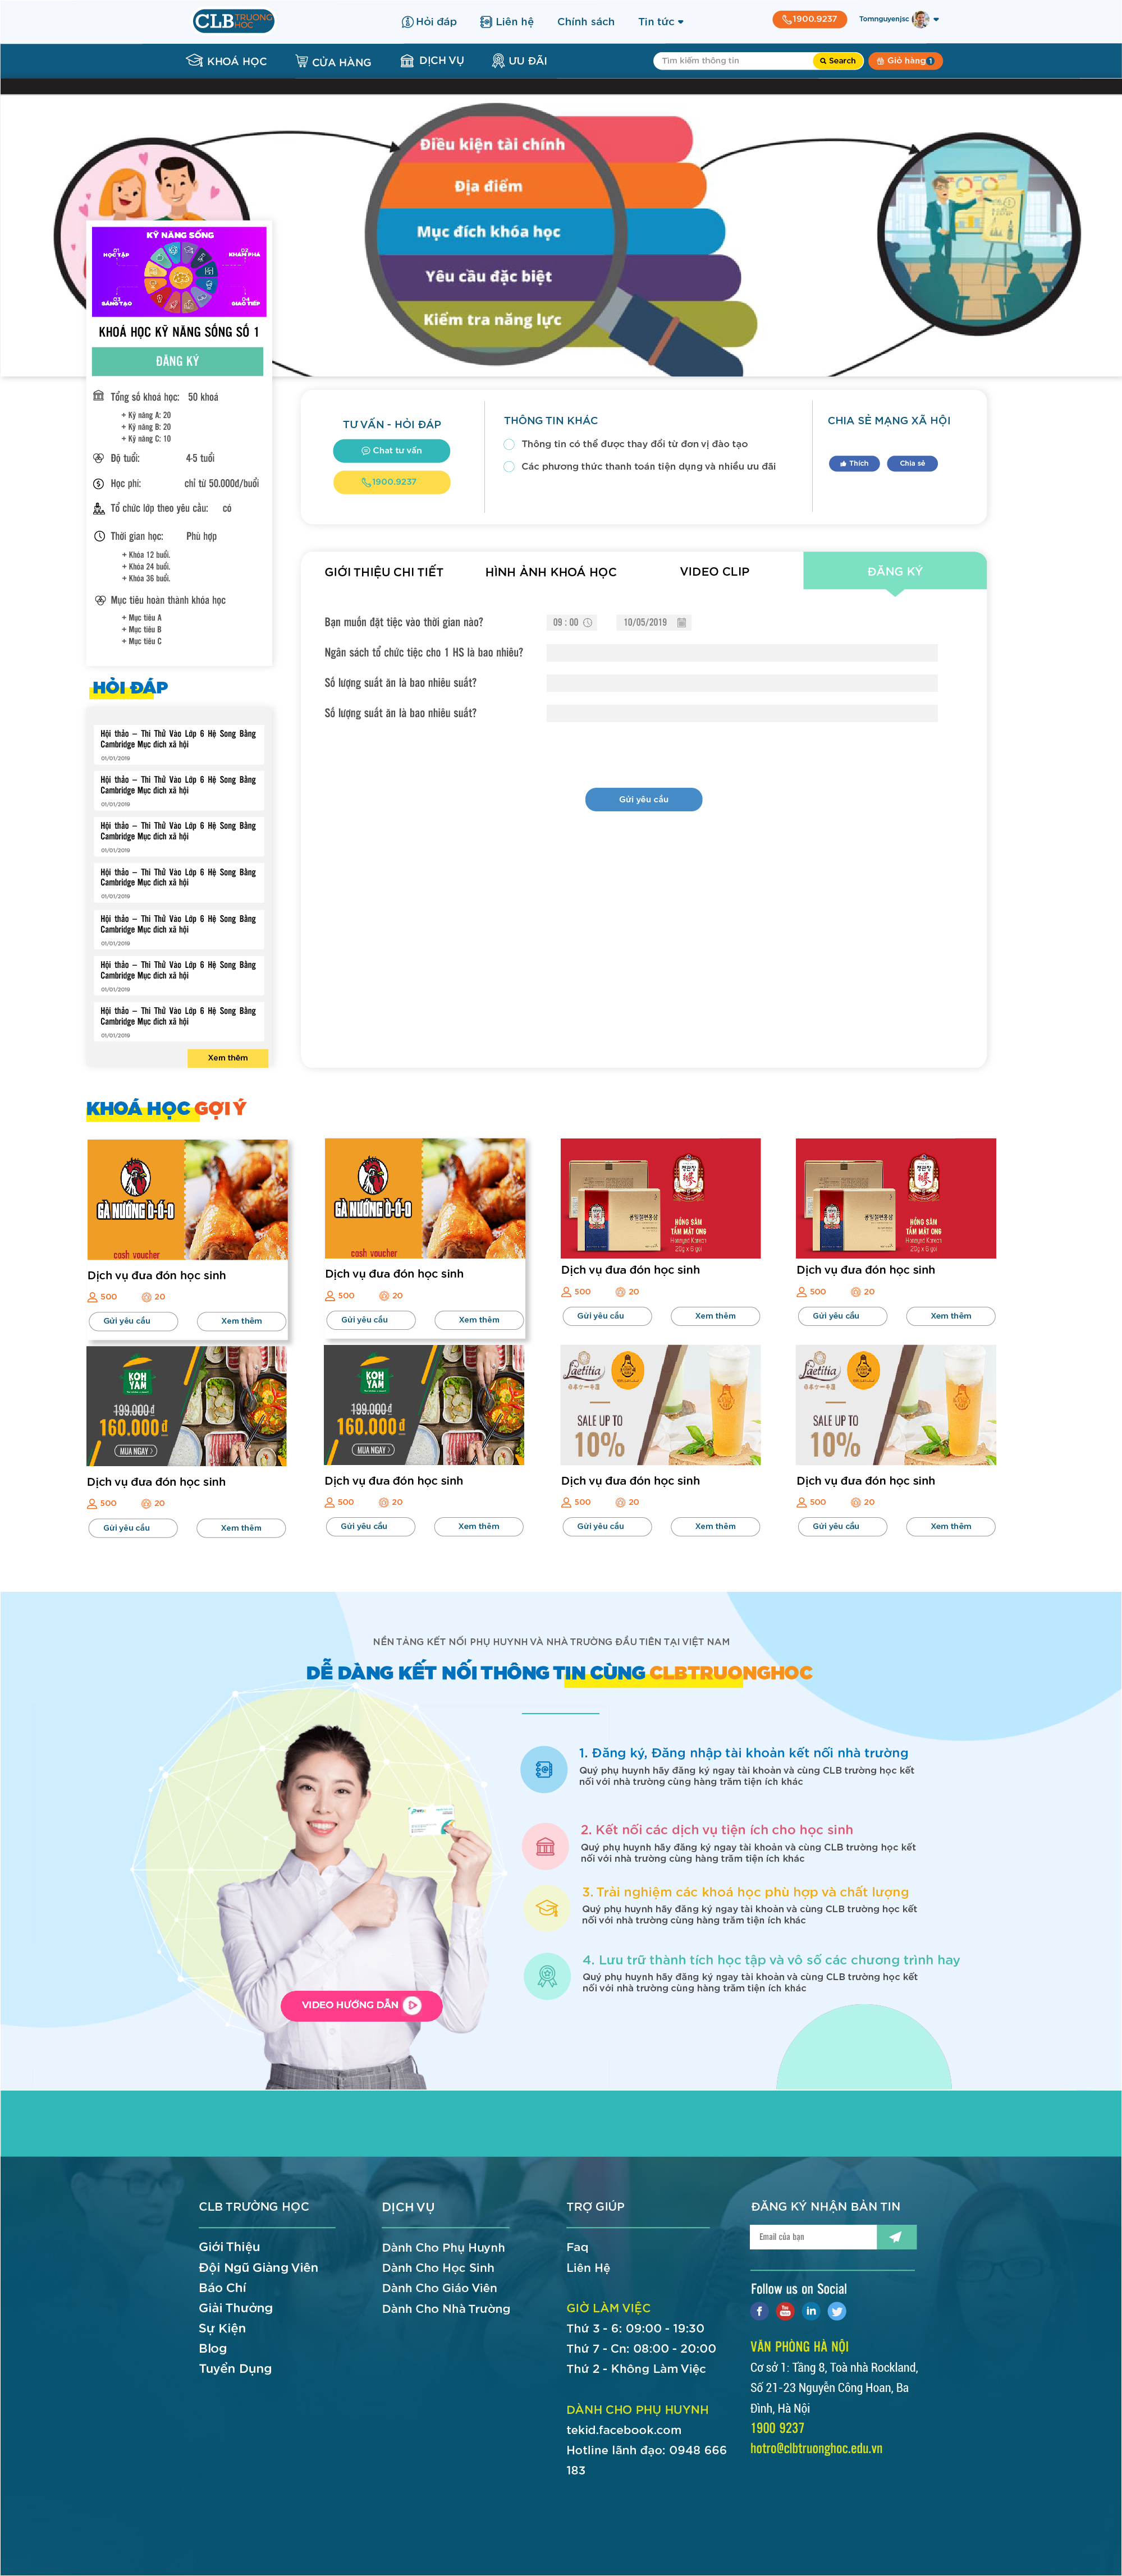 CLB TRƯỜNG HỌC
Hỏi đáp
Liên hệ
Chính sách
Tin tức
1900.9237
Tomnguyenjsc
KHOÁ HỌC
CỬA HÀNG
DỊCH VỤ
ƯU ĐÃI
Tìm kiếm thông tin
Search
Giỏ hàng 1
Điều kiện tài chính
Địa điểm
Mục đích khóa học
Yêu cầu đặc biệt
Kiểm tra năng lực
KỸ NĂNG SỐNG
01 HỌC TẬP
02 KHÁM PHÁ
03 SÁNG TẠO
04 GIAO TIẾP
KHOÁ HỌC KỸ NĂNG SỐNG SỐ 1
ĐĂNG KÝ
Tổng số khoá học: 50 khoá
+ Kỹ năng A: 20
+ Kỹ năng B: 20
+ Kỹ năng C: 10
Độ tuổi: 4-5 tuổi
Học phí: chỉ từ 50.000đ/buổi
Tổ chức lớp theo yêu cầu: có
Thời gian học: Phù hợp
+ Khóa 12 buổi.
+ Khóa 24 buổi.
+ Khóa 36 buổi.
Mục tiêu hoàn thành khóa học
+ Mục tiêu A
+ Mục tiêu B
+ Mục tiêu C
TƯ VẤN - HỎI ĐÁP
Chat tư vấn
1900.9237
THÔNG TIN KHÁC
Thông tin có thể được thay đổi từ đơn vị đào tạo
Các phương thức thanh toán tiện dụng và nhiều ưu đãi
CHIA SẺ MẠNG XÃ HỘI
Thích
Chia sẻ
GIỚI THIỆU CHI TIẾT
HÌNH ẢNH KHOÁ HỌC
VIDEO CLIP
ĐĂNG KÝ
Bạn muốn đặt tiệc vào thời gian nào? 09 : 00 10/05/2019
Ngân sách tổ chức tiệc cho 1 HS là bao nhiêu?
Số lượng suất ăn là bao nhiêu suất?
Số lượng suất ăn là bao nhiêu suất?
Gửi yêu cầu
HỎI ĐÁP
Hội thảo – Thi Thử Vào Lớp 6 Hệ Song Bằng
Cambridge Mục đích xã hội
01/01/2019
Hội thảo – Thi Thử Vào Lớp 6 Hệ Song Bằng
Cambridge Mục đích xã hội
01/01/2019
Hội thảo – Thi Thử Vào Lớp 6 Hệ Song Bằng
Cambridge Mục đích xã hội
01/01/2019
Hội thảo – Thi Thử Vào Lớp 6 Hệ Song Bằng
Cambridge Mục đích xã hội
01/01/2019
Hội thảo – Thi Thử Vào Lớp 6 Hệ Song Bằng
Cambridge Mục đích xã hội
01/01/2019
Hội thảo – Thi Thử Vào Lớp 6 Hệ Song Bằng
Cambridge Mục đích xã hội
01/01/2019
Hội thảo – Thi Thử Vào Lớp 6 Hệ Song Bằng
Cambridge Mục đích xã hội
01/01/2019
Xem thêm
KHOÁ HỌC GỢI Ý
GÀ NƯỚNG Ò-Ó-O
cash voucher
Dịch vụ đưa đón học sinh
500 20
Gửi yêu cầu Xem thêm
GÀ NƯỚNG Ò-Ó-O
cash voucher
Dịch vụ đưa đón học sinh
500 20
Gửi yêu cầu Xem thêm
HỒNG SÂM
TẨM MẬT ONG
Honeyed Korean
20g x 6 gói
Dịch vụ đưa đón học sinh
500 20
Gửi yêu cầu Xem thêm
HỒNG SÂM
TẨM MẬT ONG
Honeyed Korean
20g x 6 gói
Dịch vụ đưa đón học sinh
500 20
Gửi yêu cầu Xem thêm
KOH YAM
199.000đ
160.000đ
MUA NGAY
Dịch vụ đưa đón học sinh
500 20
Gửi yêu cầu Xem thêm
KOH YAM
199.000đ
160.000đ
MUA NGAY
Dịch vụ đưa đón học sinh
500 20
Gửi yêu cầu Xem thêm
Laetitia
SALE UP TO
10%
Dịch vụ đưa đón học sinh
500 20
Gửi yêu cầu Xem thêm
Laetitia
SALE UP TO
10%
Dịch vụ đưa đón học sinh
500 20
Gửi yêu cầu Xem thêm
NỀN TẢNG KẾT NỐI PHỤ HUYNH VÀ NHÀ TRƯỜNG ĐẦU TIÊN TẠI VIỆT NAM
DỄ DÀNG KẾT NỐI THÔNG TIN CÙNG CLBTRUONGHOC
1. Đăng ký, Đăng nhập tài khoản kết nối nhà trường
Quý phụ huynh hãy đăng ký ngay tài khoản và cùng CLB trường học kết
nối với nhà trường cùng hàng trăm tiện ích khác
2. Kết nối các dịch vụ tiện ích cho học sinh
Quý phụ huynh hãy đăng ký ngay tài khoản và cùng CLB trường học kết
nối với nhà trường cùng hàng trăm tiện ích khác
3. Trải nghiệm các khoá học phù hợp và chất lượng
Quý phụ huynh hãy đăng ký ngay tài khoản và cùng CLB trường học kết
nối với nhà trường cùng hàng trăm tiện ích khác
4. Lưu trữ thành tích học tập và vô số các chương trình hay
Quý phụ huynh hãy đăng ký ngay tài khoản và cùng CLB trường học kết
nối với nhà trường cùng hàng trăm tiện ích khác
VIDEO HƯỚNG DẪN
CLB TRƯỜNG HỌC
Giới Thiệu
Đội Ngũ Giảng Viên
Báo Chí
Giải Thưởng
Sự Kiện
Blog
Tuyển Dụng
DỊCH VỤ
Dành Cho Phụ Huynh
Dành Cho Học Sinh
Dành Cho Giáo Viên
Dành Cho Nhà Trường
TRỢ GIÚP
Faq
Liên Hệ
GIỜ LÀM VIỆC
Thứ 3 - 6: 09:00 - 19:30
Thứ 7 - Cn: 08:00 - 20:00
Thứ 2 - Không Làm Việc
DÀNH CHO PHỤ HUYNH
tekid.facebook.com
Hotline lãnh đạo: 0948 666
183
ĐĂNG KÝ NHẬN BẢN TIN
Email của bạn
Follow us on Social
VĂN PHÒNG HÀ NỘI
Cơ sở 1: Tầng 8, Toà nhà Rockland,
Số 21-23 Nguyễn Công Hoan, Ba
Đình, Hà Nội
1900 9237
hotro@clbtruonghoc.edu.vn